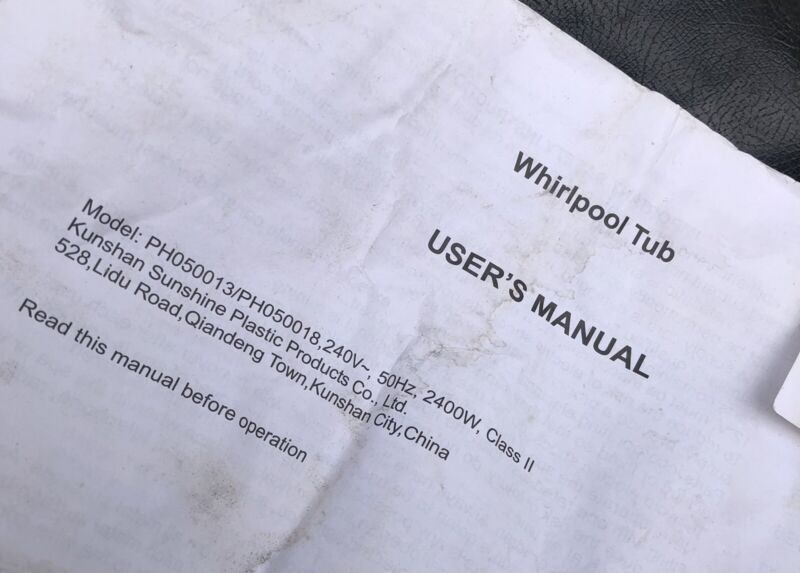 Whirlpool Tub
USER'S MANUAL
Model: PH050013/PH050018,240V~, 50Hz, 2400W, Class II
Kunshan Sunshine Plastic Products Co., Ltd.
528,Lidu Road,Qiandeng Town,Kunshan City,China
Read this manual before operation